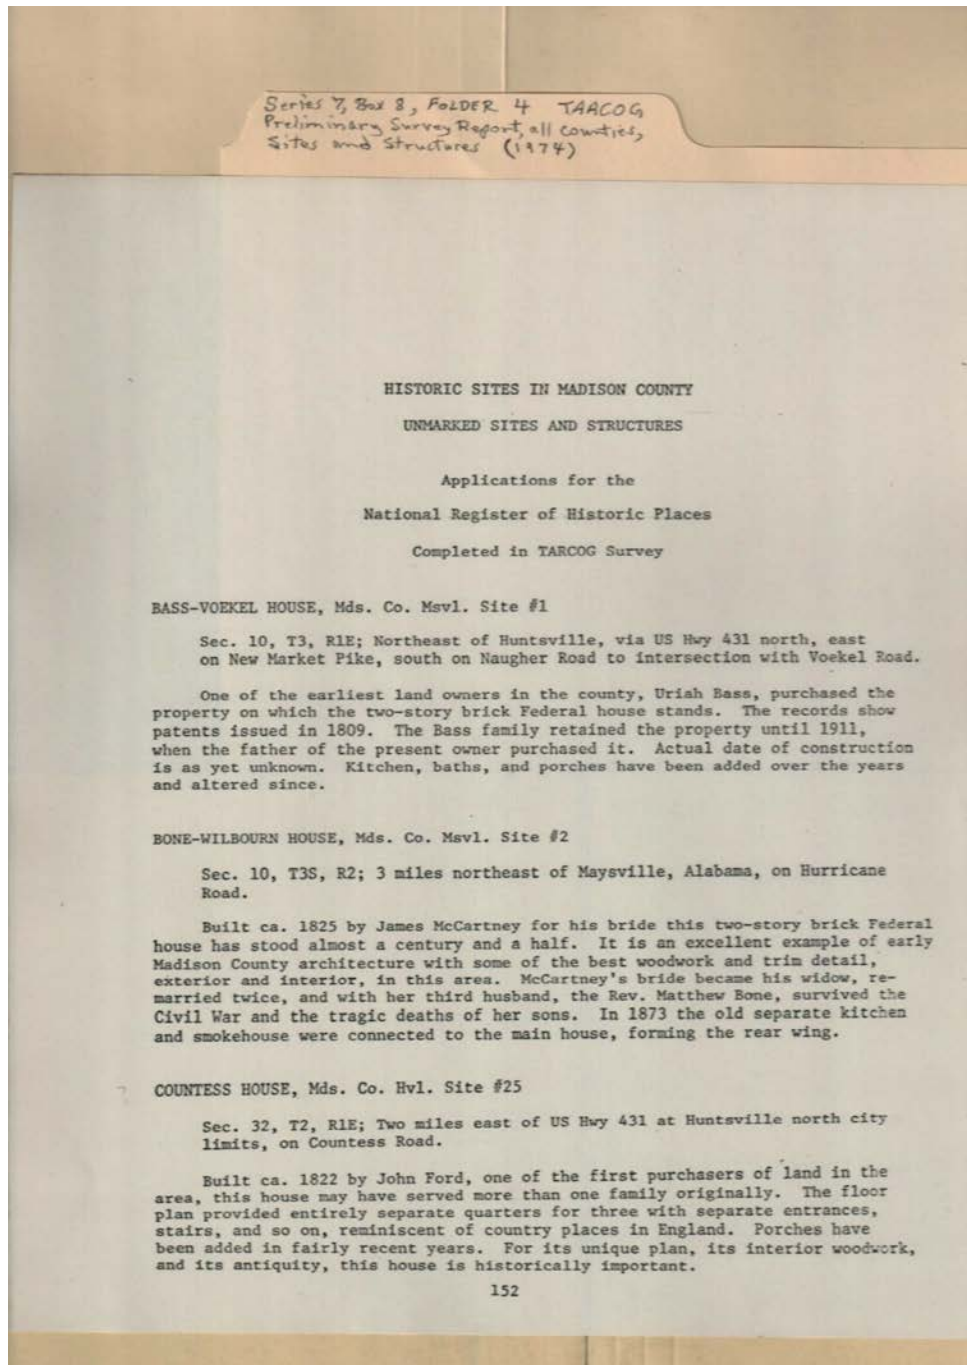 Series 7, Box 8, FOLDER 4 TAACOG
Preliminary Survey Report, all counties,
Sites and Structures (1974)
HISTORIC SITES IN MADISON COUNTY
UNMARKED SITES AND STRUCTURES
Applications for the
National Register of Historic Places
Completed in TARCOG Survey
BASS-VOEKEL HOUSE, Mds. Co. Msvl. Site #1
Sec. 10, T3, R1E; Northeast of Huntsville, via US Hwy 431 north, east
on New Market Pike, south on Naugher Road to intersection with Voekel Road.
One of the earliest land owners in the county, Uriah Bass, purchased the
property on which the two-story brick Federal house stands. The records show
patents issued in 1809. The Bass family retained the property until 1911,
when the father of the present owner purchased it. Actual date of construction
is as yet unknown. Kitchen, baths, and porches have been added over the years
and altered since.
BONE-WILBOURN HOUSE, Mds. Co. Msvl. Site #2
Sec. 10, T3S, R2; 3 miles northeast of Maysville, Alabama, on Hurricane
Road.
Built ca. 1825 by James McCartney for his bride this two-story brick Federal
house has stood almost a century and a half. It is an excellent example of early
Madison County architecture with some of the best woodwork and trim detail,
exterior and interior, in this area. McCartney's bride became his widow, re-
married twice, and with her third husband, the Rev. Matthew Bone, survived the
Civil War and the tragic deaths of her sons. In 1873 the old separate kitchen
and smokehouse were connected to the main house, forming the rear wing.
COUNTESS HOUSE, Mds. Co. Hvl. Site #25
Sec. 32, T2, R1E; Two miles east of US Hwy 431 at Huntsville north city
limits, on Countess Road.
Built ca. 1822 by John Ford, one of the first purchasers of land in the
area, this house may have served more than one family originally. The floor
plan provided entirely separate quarters for three with separate entrances,
stairs, and so on, reminiscent of country places in England. Porches have
been added in fairly recent years. For its unique plan, its interior woodwork,
and its antiquity, this house is historically important.
152